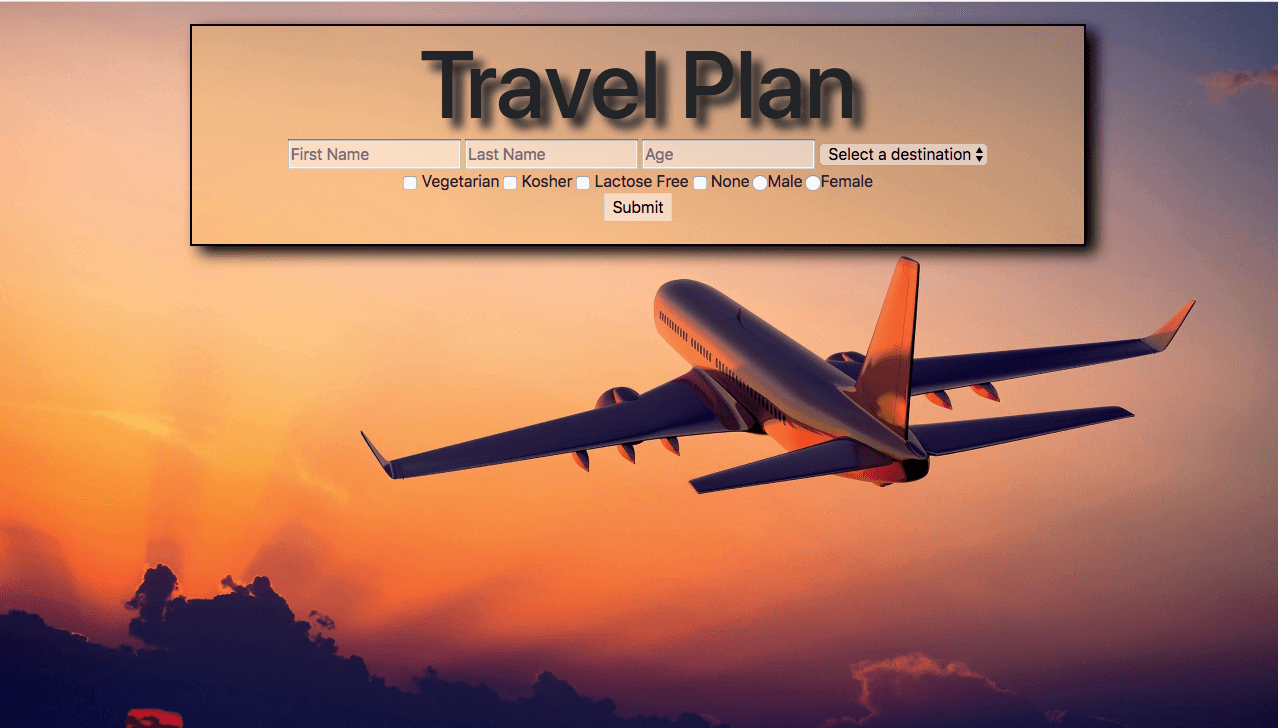 Travel Plan
First Name Last Name Age Select a destination
Vegetarian Kosher Lactose Free None Male Female
Submit